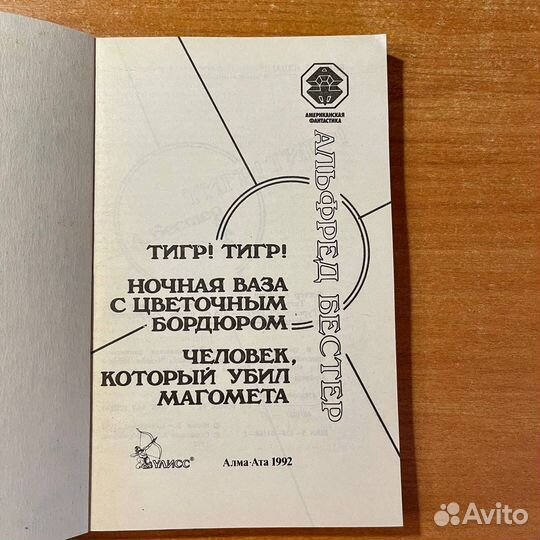 АМЕРИКАНСКАЯ
ФАНТАСТИКА
АЛЬФРЕД БЕСТЕР
ТИГР! ТИГР!
НОЧНАЯ ВАЗА
С ЦВЕТОЧНЫМ
БОРДЮРОМ
ЧЕЛОВЕК,
КОТОРЫЙ УБИЛ
МАГОМЕТА
УЛИСС®
Алма-Ата 1992
Avito